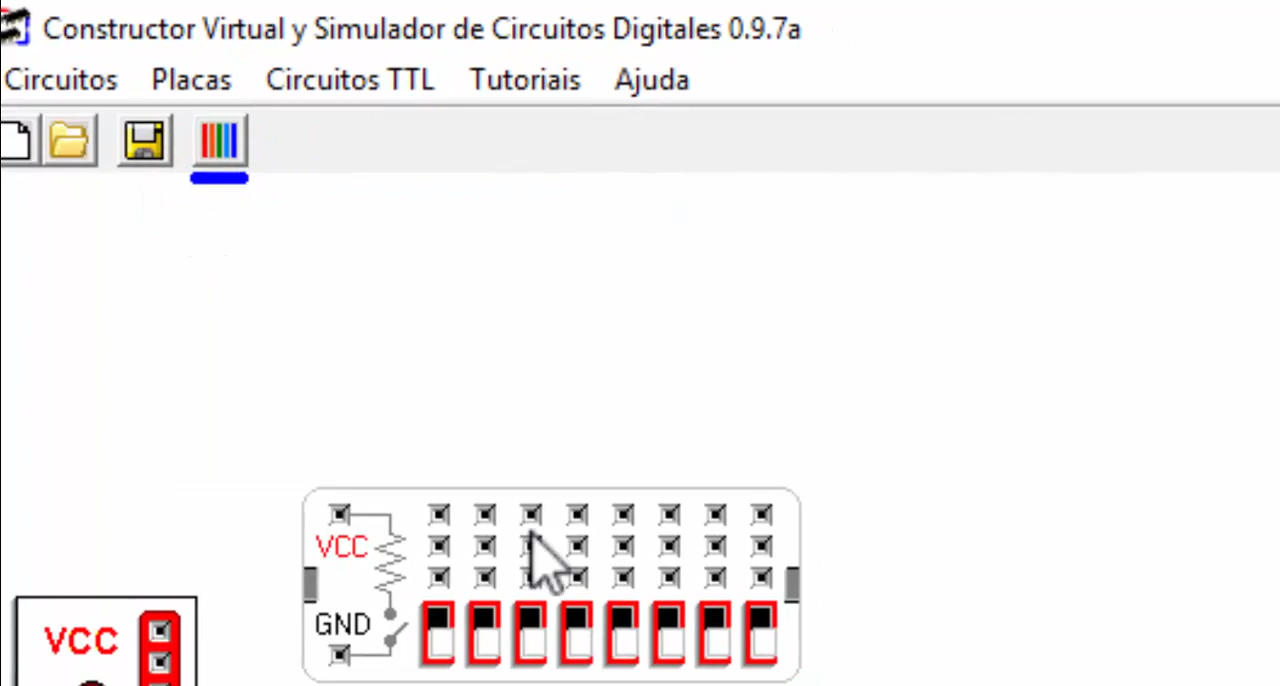 Constructor Virtual y Simulador de Circuitos Digitales 0.9.7a
Circuitos Placas Circuitos TTL Tutoriais Ajuda
VCC
GND
VCC